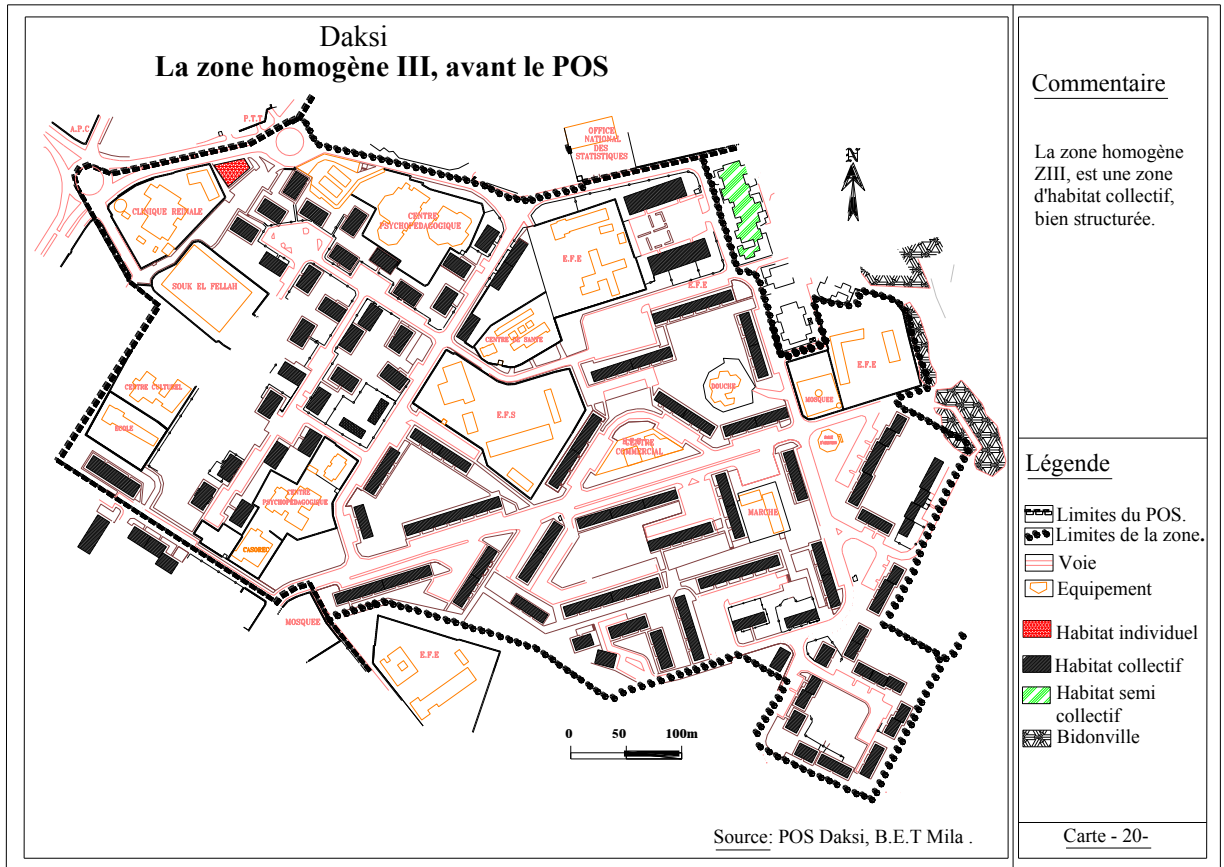 Daksi
La zone homogène III, avant le POS
A.P.C
P.T.T
OFFICE
NATIONAL
DES
STATISTIQUES
N
CLINIQUE REINALE
CENTRE
PSYCHOPEDAGOGIQUE
E.F.E
SOUK EL FELLAH
E.F.E
CENTRE DE SANTE
E.F.E
CENTRE CULTUREL
DOUCHE
MOSQUEE
ECOLE
E.F.S
CENTRE
COMMERCIAL
CENTRE
PSYCHOPEDAGOGIQUE
MARCHE
CASOREC
MOSQUEE
E.F.E
0 50 100m
Source: POS Daksi, B.E.T Mila .
Commentaire
La zone homogène
ZIII, est une zone
d'habitat collectif,
bien structurée.
Légende
Limites du POS.
Limites de la zone.
Voie
Equipement
Habitat individuel
Habitat collectif
Habitat semi
collectif
Bidonville
Carte - 20-